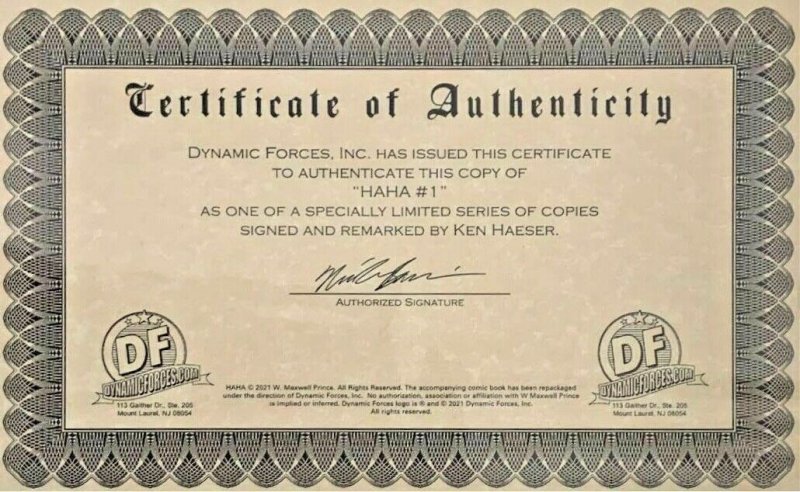 Certificate of Authenticity
DYNAMIC FORCES, INC. HAS ISSUED THIS CERTIFICATE
TO AUTHENTICATE THIS COPY OF
"HAHA #1"
AS ONE OF A SPECIALLY LIMITED SERIES OF COPIES
SIGNED AND REMARKED BY KEN HAESER.
AUTHORIZED SIGNATURE
DF
DYNAMICFORCES.COM
113 Gaither Dr., Ste. 205
Mount Laurel, NJ 08054
HAHA © 2021 W. Maxwell Prince. All Rights Reserved. The accompanying comic book has been repackaged
under the direction of Dynamic Forces, Inc. No authorization, association or affiliation with W Maxwell Prince
is implied or inferred. Dynamic Forces logo is ® and © 2021 Dynamic Forces, Inc.
All rights reserved.
DF
DYNAMICFORCES.COM
113 Gaither Dr., Ste. 205
Mount Laurel, NJ 08054